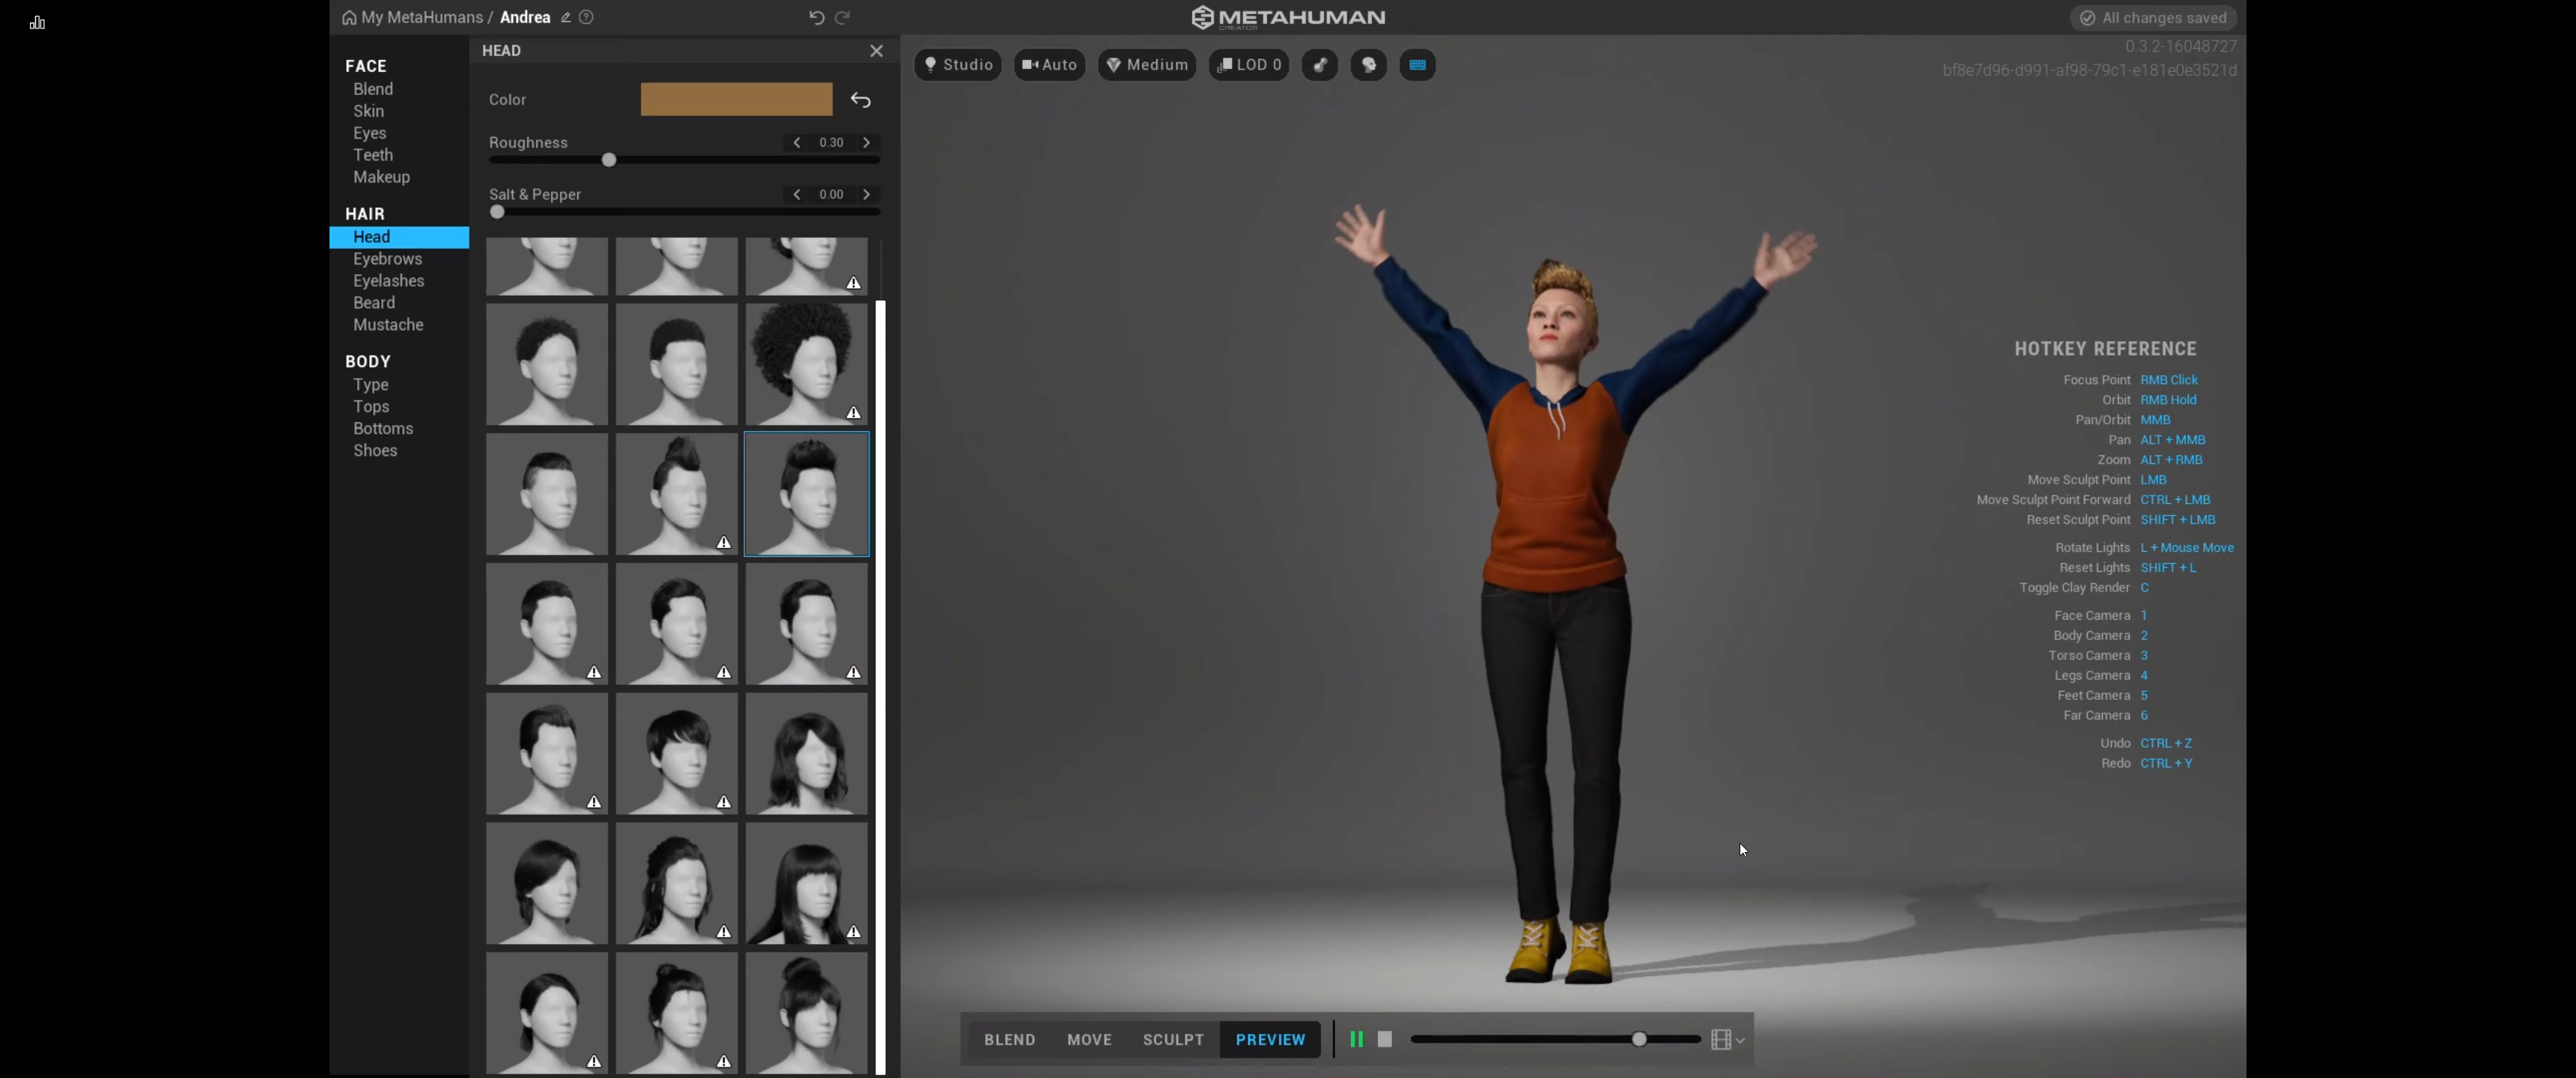 My MetaHumans / Andrea
METAHUMAN
CREATOR
All changes saved
0.3.2-16048727
bf8e7d96-d991-af98-79c1-e181e0e3521d
FACE
Blend
Skin
Eyes
Teeth
Makeup
HAIR
Head
Eyebrows
Eyelashes
Beard
Mustache
BODY
Type
Tops
Bottoms
Shoes
HEAD
Color
Roughness 0.30
Salt & Pepper 0.00
Studio Auto Medium LOD 0
HOTKEY REFERENCE
Focus Point RMB Click
Orbit RMB Hold
Pan/Orbit MMB
Pan ALT + MMB
Zoom ALT + RMB
Move Sculpt Point LMB
Move Sculpt Point Forward CTRL + LMB
Reset Sculpt Point SHIFT + LMB
Rotate Lights L + Mouse Move
Reset Lights SHIFT + L
Toggle Clay Render C
Face Camera 1
Body Camera 2
Torso Camera 3
Legs Camera 4
Feet Camera 5
Far Camera 6
Undo CTRL + Z
Redo CTRL + Y
BLEND MOVE SCULPT PREVIEW